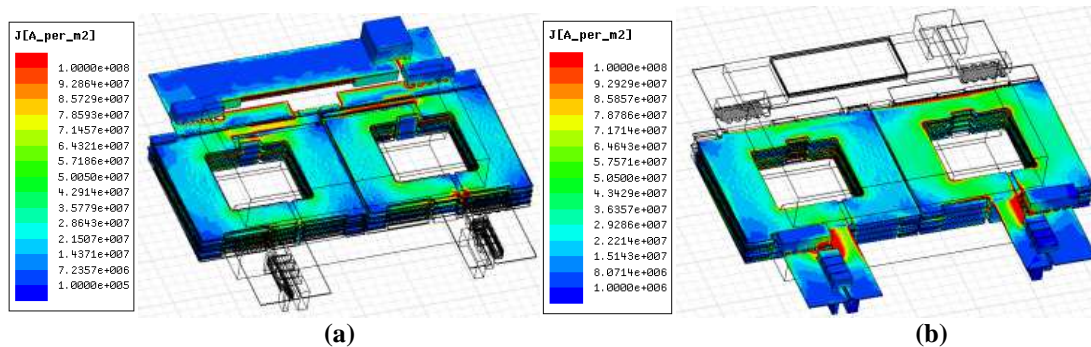 J[A_per_m2]
1.0000e+008
9.2864e+007
8.5729e+007
7.8593e+007
7.1457e+007
6.4321e+007
5.7186e+007
5.0050e+007
4.2914e+007
3.5779e+007
2.8643e+007
2.1507e+007
1.4371e+007
7.2357e+006
1.0000e+005
(a)
J[A_per_m2]
1.0000e+008
9.2929e+007
8.5857e+007
7.8786e+007
7.1714e+007
6.4643e+007
5.7571e+007
5.0500e+007
4.3429e+007
3.6357e+007
2.9286e+007
2.2214e+007
1.5143e+007
8.0714e+006
1.0000e+006
(b)